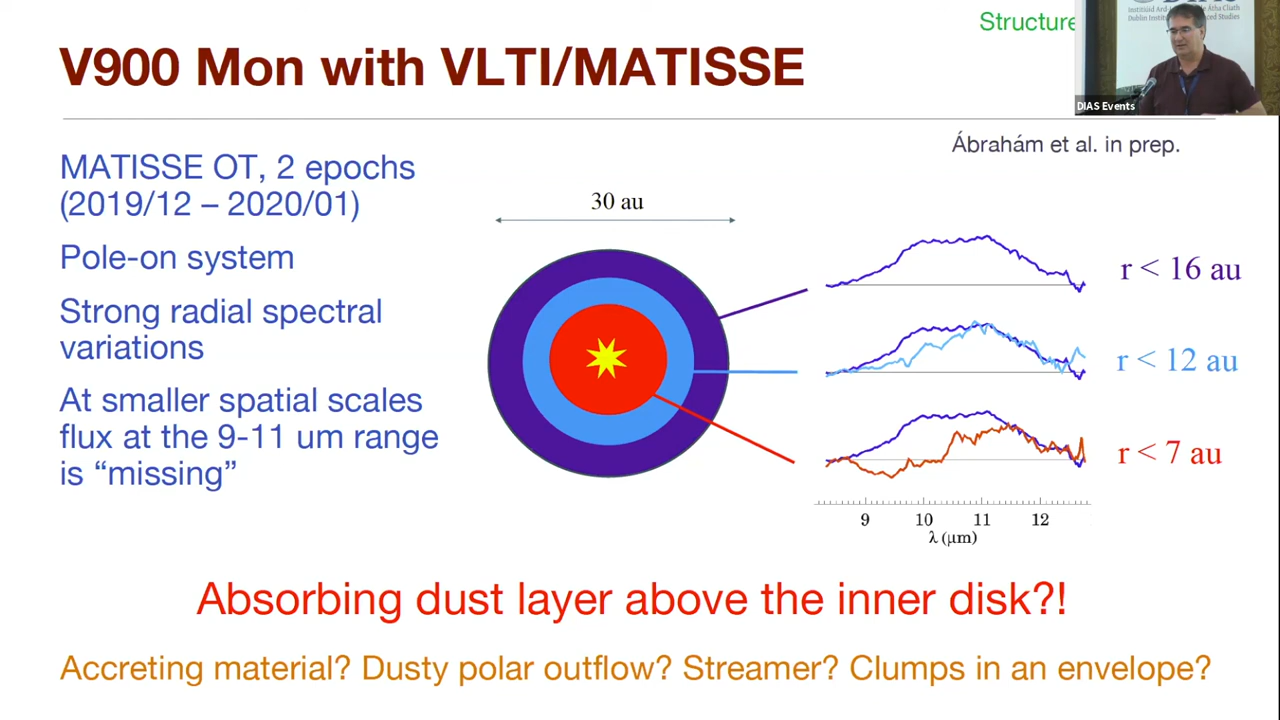 Structure
V900 Mon with VLTI/MATISSE
DIAS Events
Ábrahám et al. in prep.
MATISSE OT, 2 epochs
(2019/12 – 2020/01)
Pole-on system
Strong radial spectral
variations
At smaller spatial scales
flux at the 9-11 um range
is “missing”
30 au
r < 16 au
r < 12 au
r < 7 au
9 10 11 12
λ (μm)
Absorbing dust layer above the inner disk?!
Accreting material? Dusty polar outflow? Streamer? Clumps in an envelope?